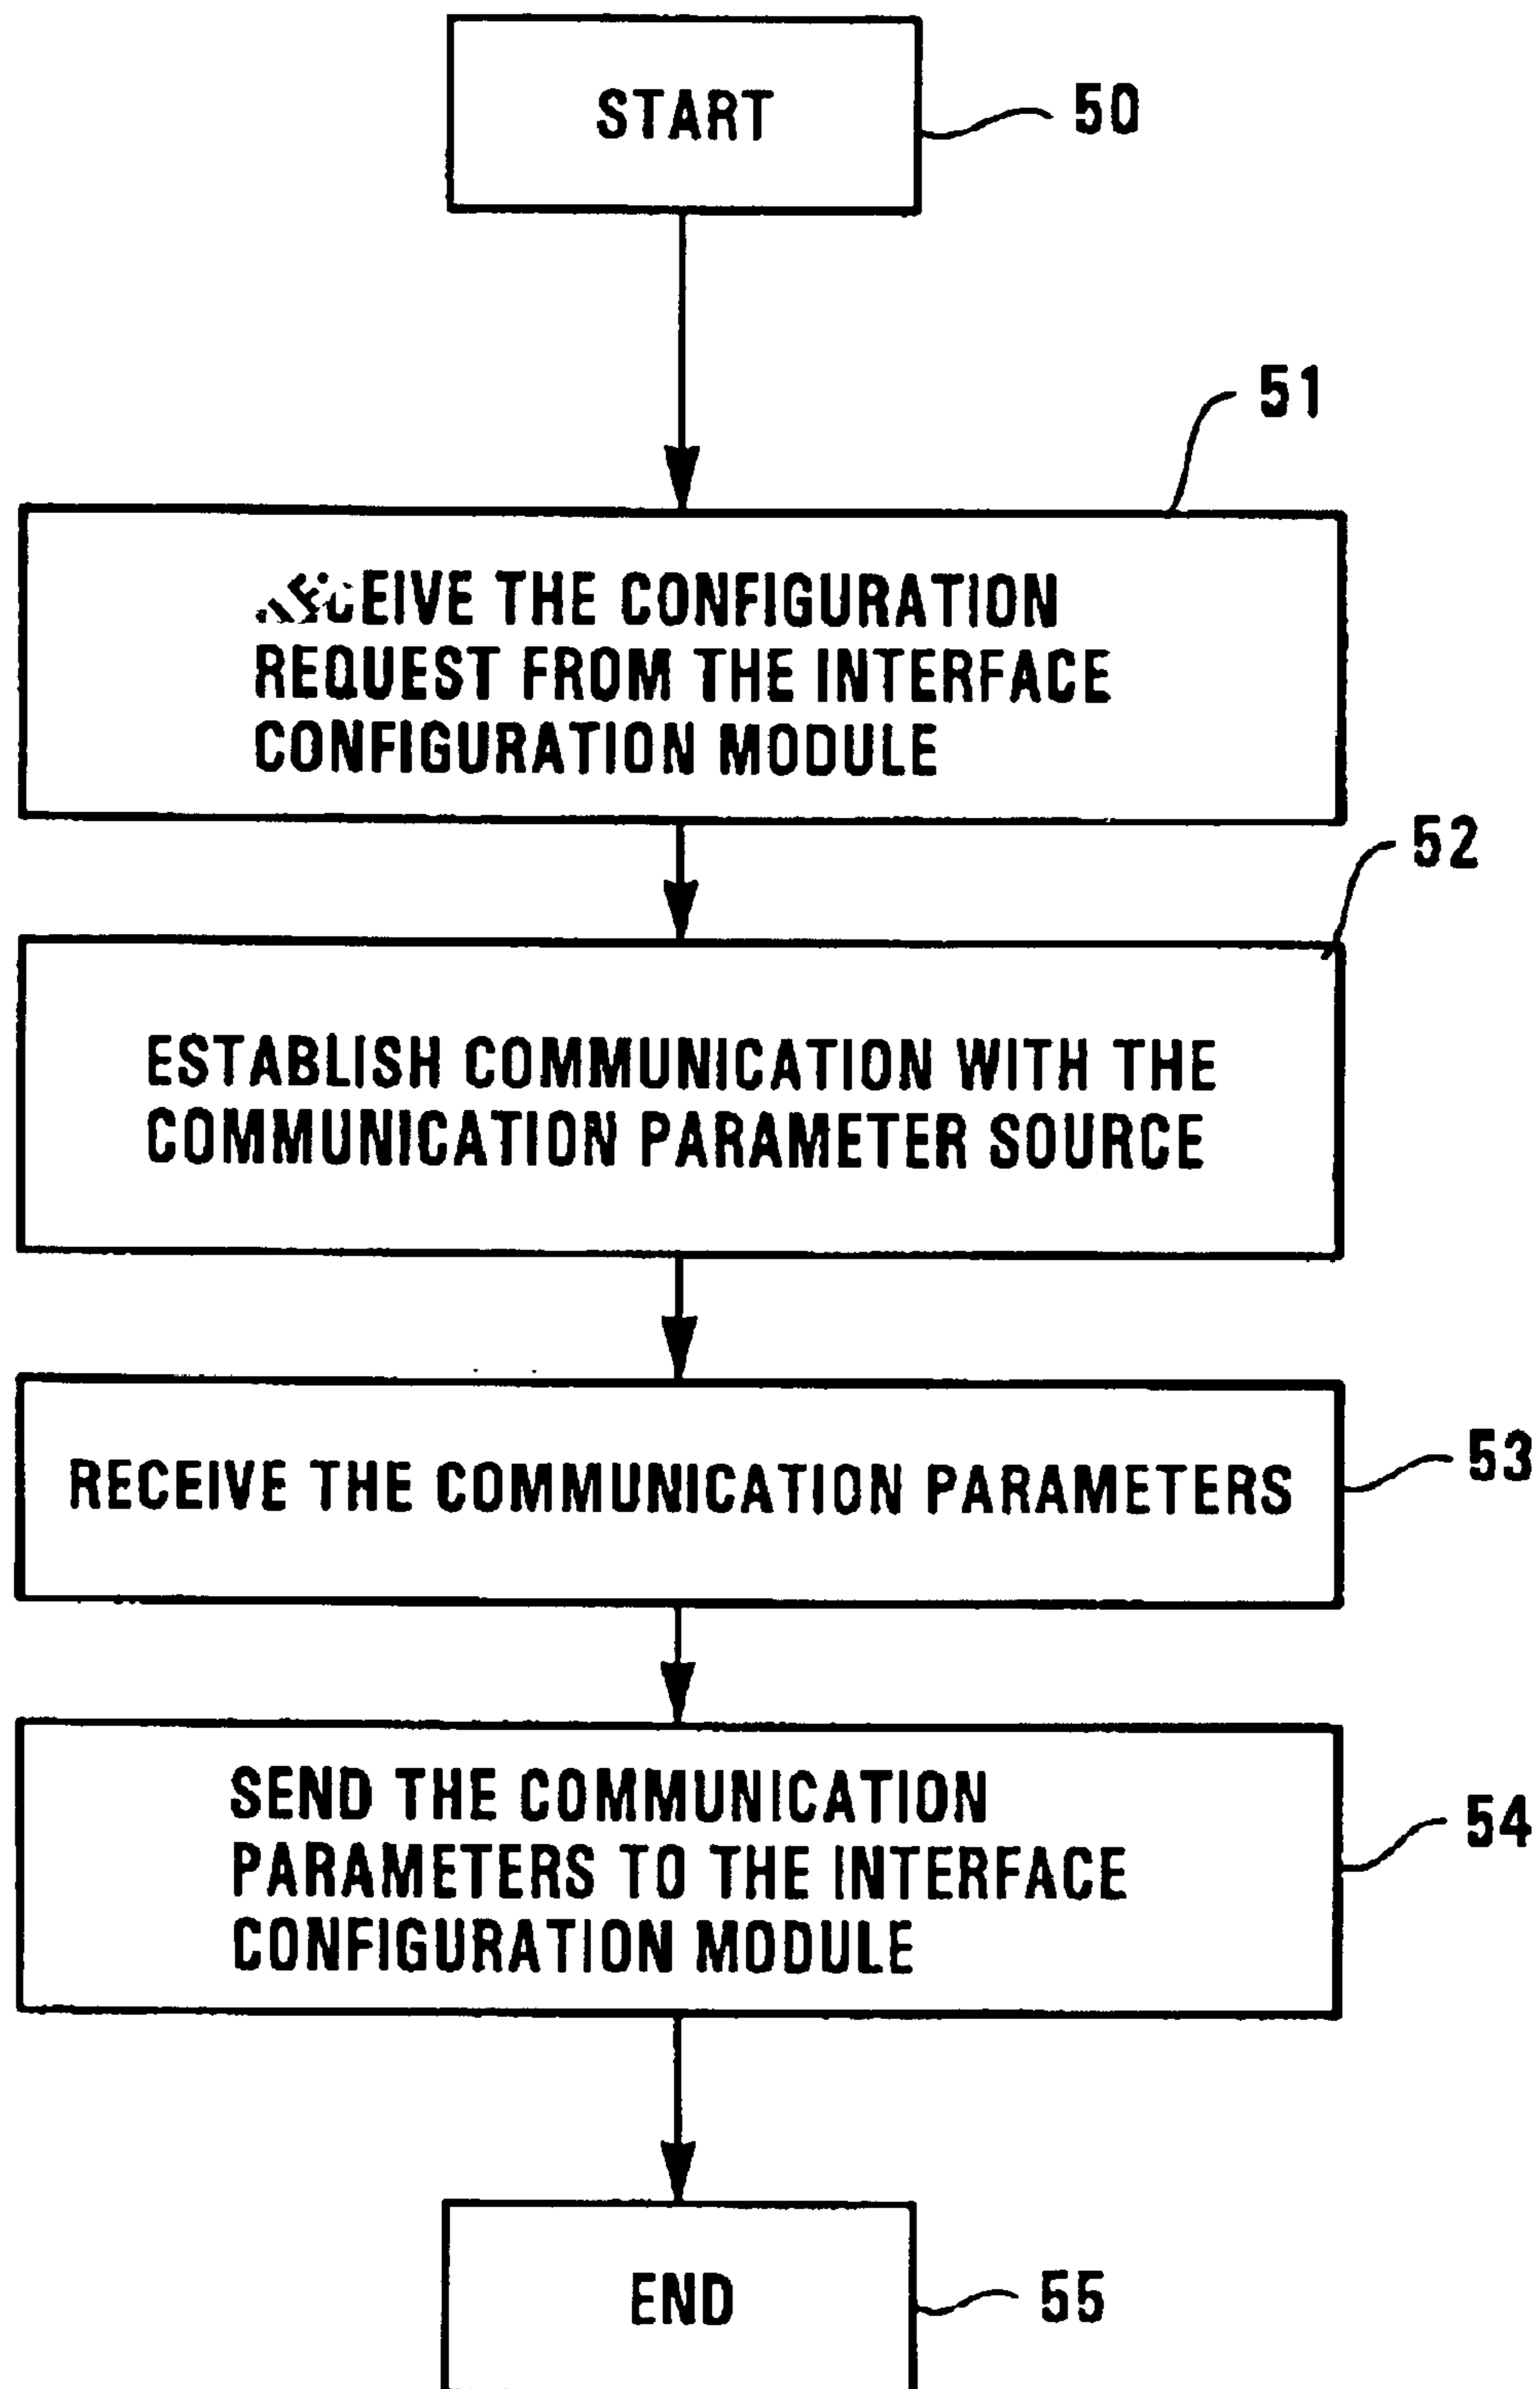 START
50
51
RECEIVE THE CONFIGURATION
REQUEST FROM THE INTERFACE
CONFIGURATION MODULE
52
ESTABLISH COMMUNICATION WITH THE
COMMUNICATION PARAMETER SOURCE
RECEIVE THE COMMUNICATION PARAMETERS
53
SEND THE COMMUNICATION
PARAMETERS TO THE INTERFACE
CONFIGURATION MODULE
54
END
55